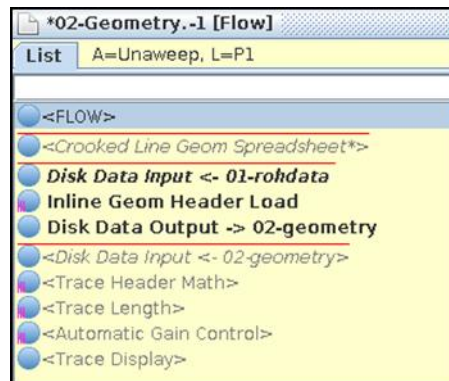 *02-Geometry.-1 [Flow]
List A=Unaweep, L=P1
<FLOW>
<Crooked Line Geom Spreadsheet*>
Disk Data Input <- 01-rohdata
Inline Geom Header Load
Disk Data Output -> 02-geometry
<Disk Data Input <- 02-geometry>
<Trace Header Math>
<Trace Length>
<Automatic Gain Control>
<Trace Display>